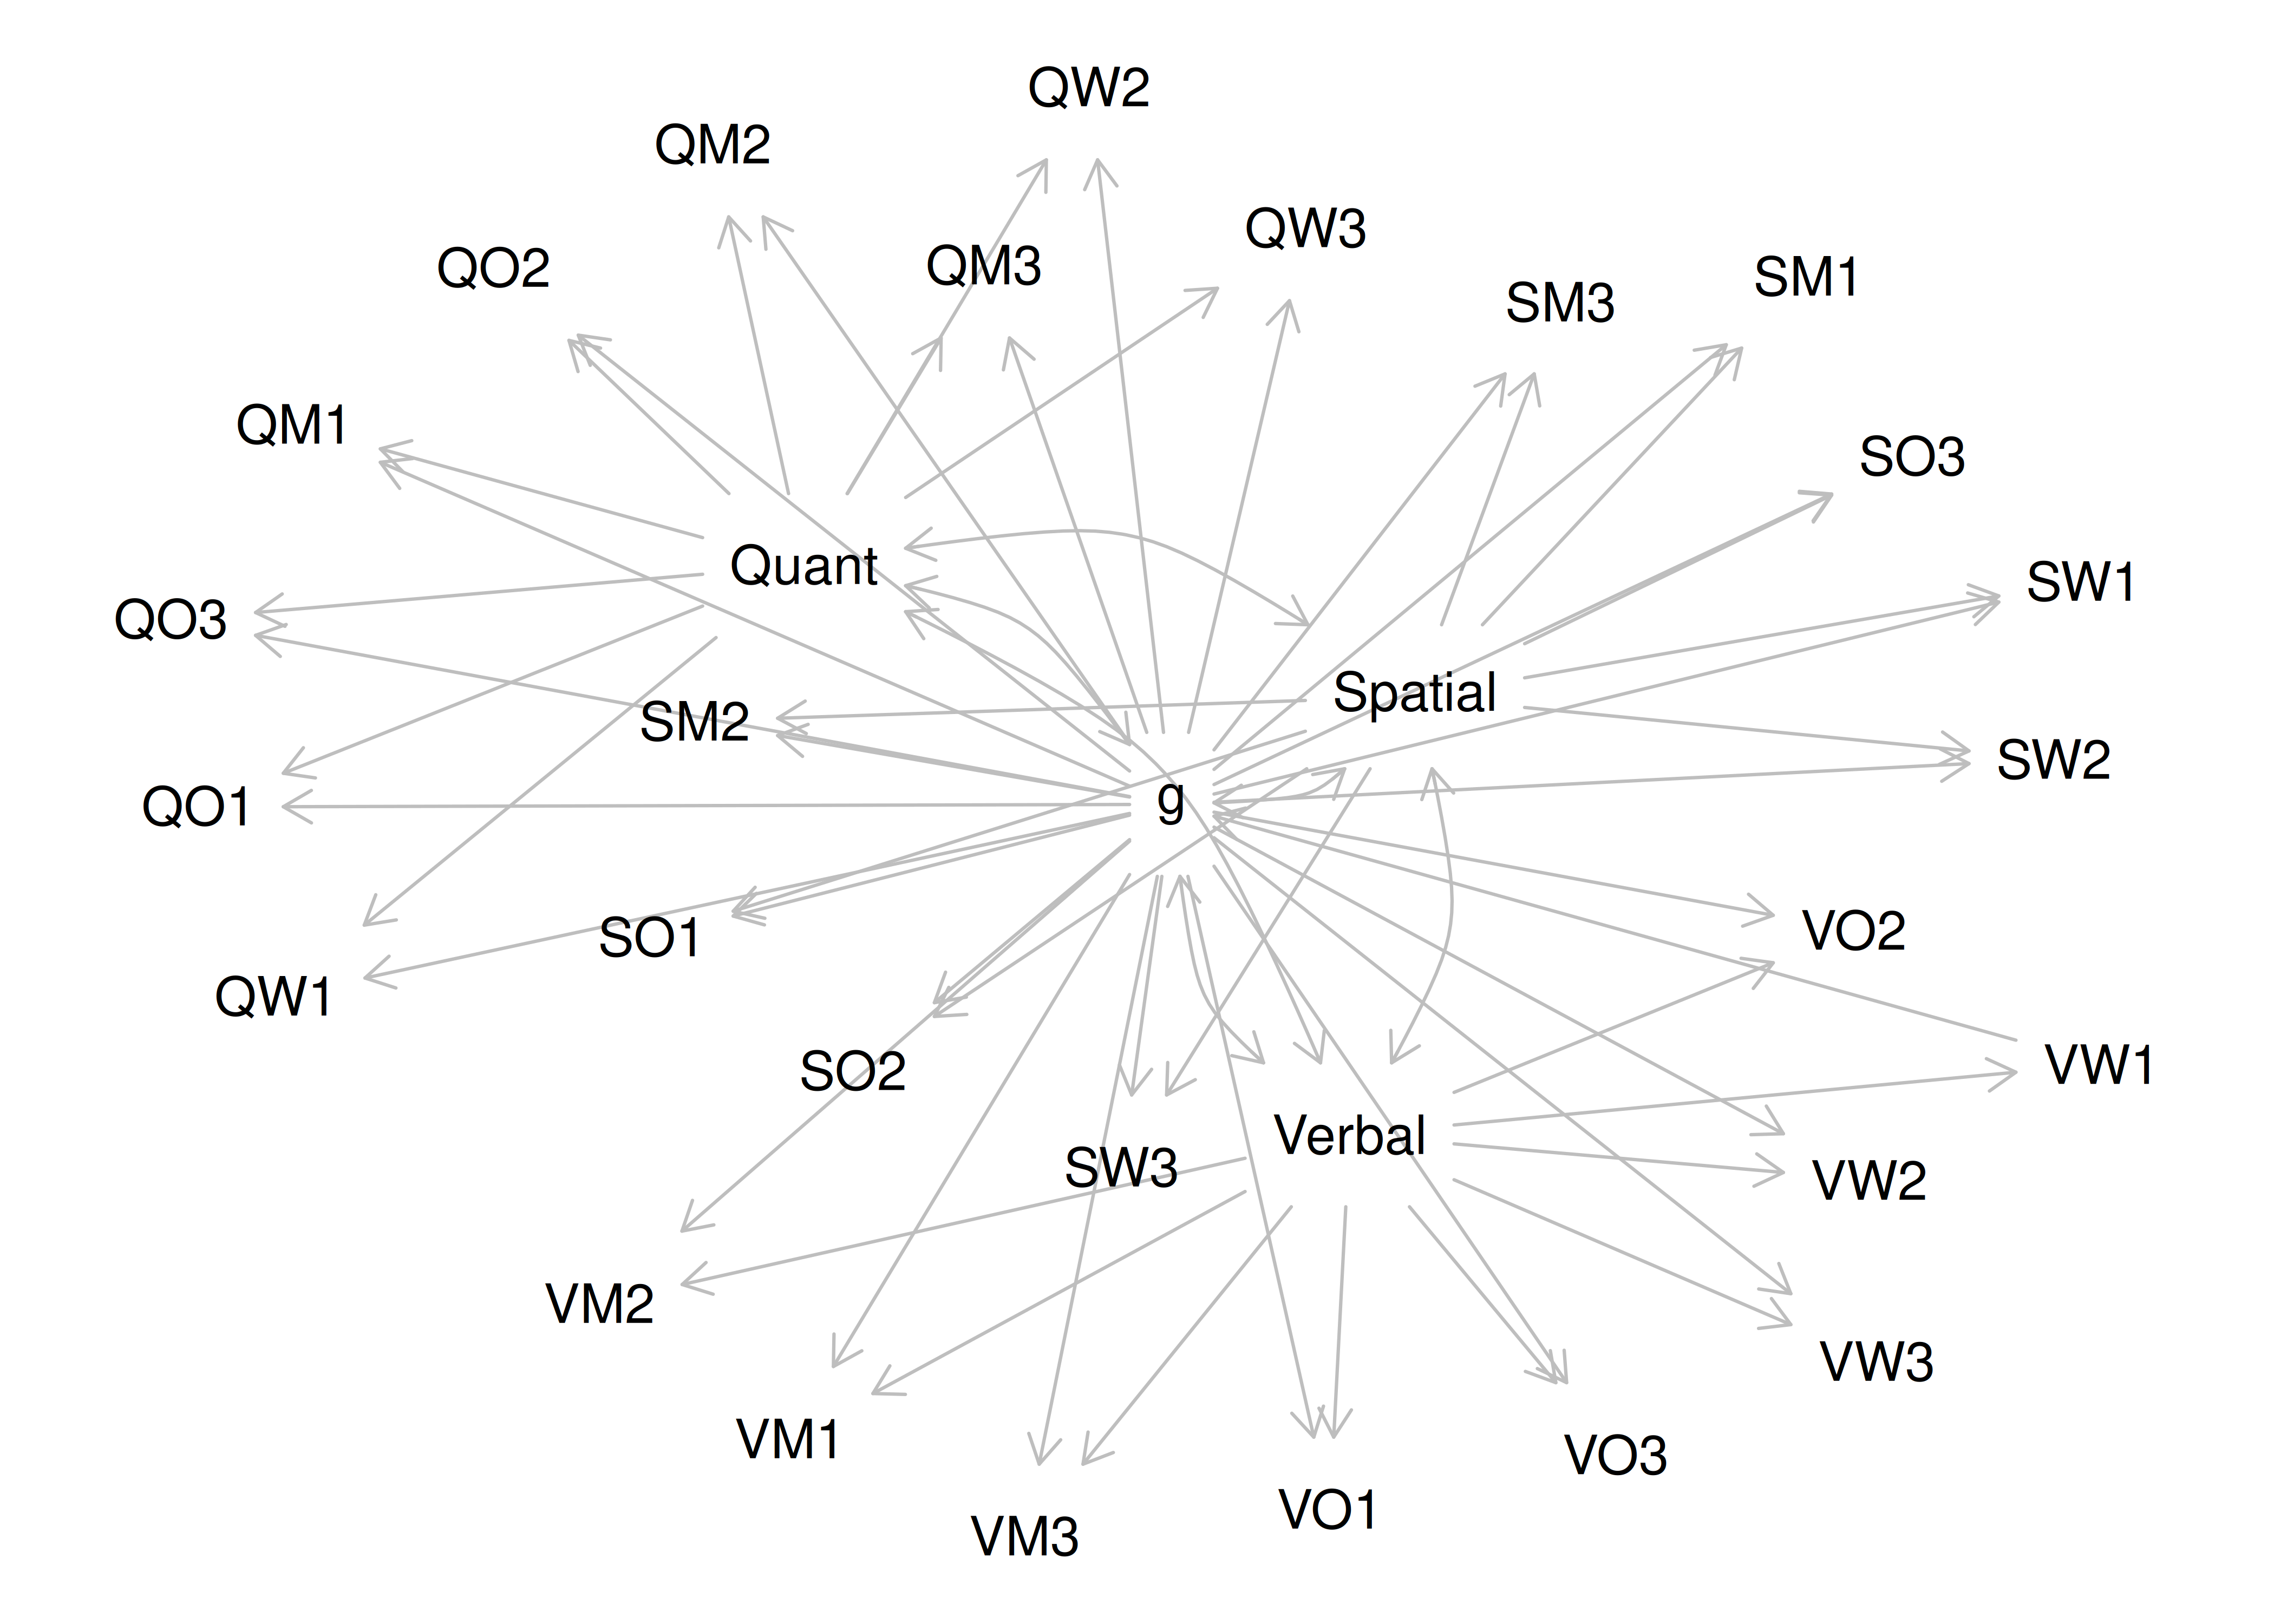 QW2
QM2
QW3
QM3
QO2
SM1
SM3
QM1
SO3
Quant
SW1
QO3
Spatial
SM2
SW2
g
QO1
VO2
SO1
QW1
VW1
SO2
Verbal
SW3
VW2
VM2
VW3
VM1
VO3
VO1
VM3